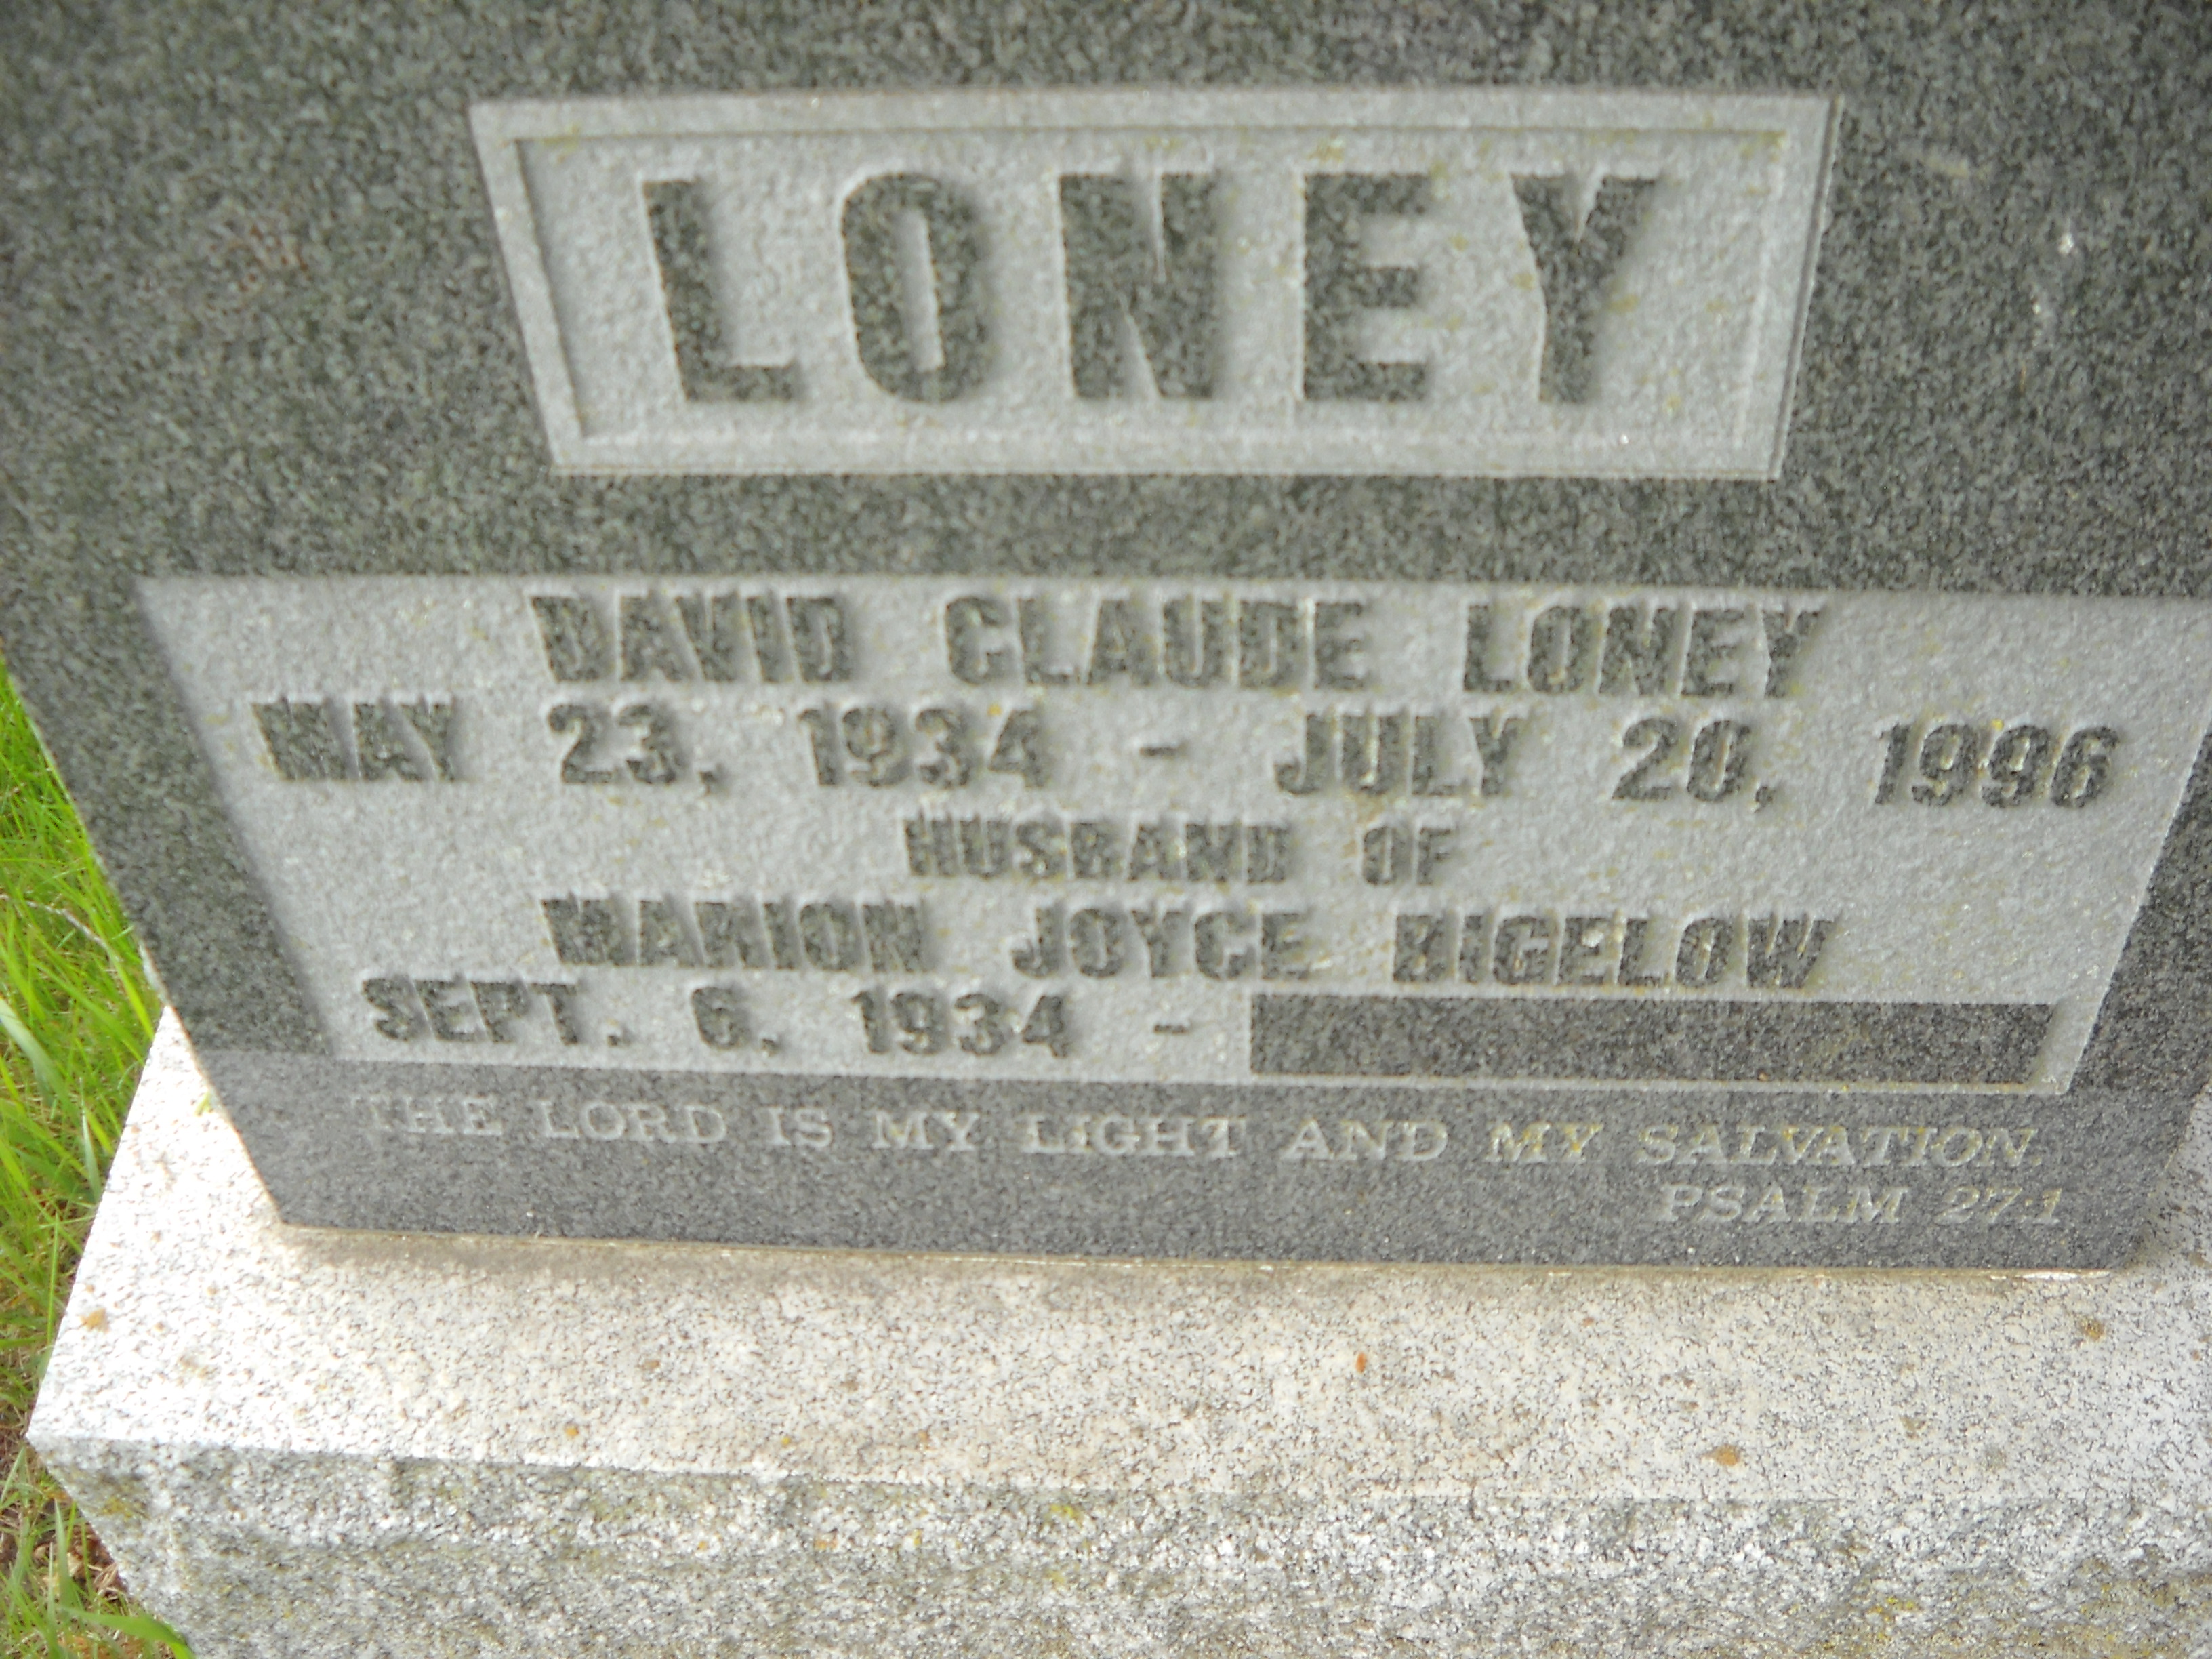 LONEY
DAVID CLAUDE LONEY
MAY 23, 1934 - JULY 20, 1996
HUSBAND OF
MARION JOYCE BIGELOW
SEPT. 6, 1934 -
THE LORD IS MY LIGHT AND MY SALVATION.
PSALM 27:1